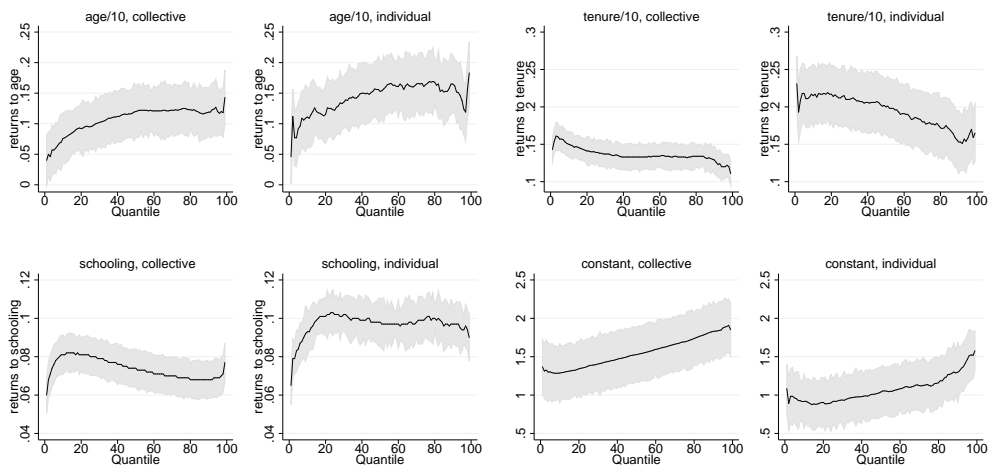 age/10, collective
returns to age
0 .05 .1 .15 .2 .25
0 20 40 60 80 100
Quantile
age/10, individual
returns to age
0 .05 .1 .15 .2 .25
0 20 40 60 80 100
Quantile
tenure/10, collective
returns to tenure
.1 .15 .2 .25 .3
0 20 40 60 80 100
Quantile
tenure/10, individual
returns to tenure
.1 .15 .2 .25 .3
0 20 40 60 80 100
Quantile
schooling, collective
returns to schooling
.04 .06 .08 .1 .12
0 20 40 60 80 100
Quantile
schooling, individual
returns to schooling
.04 .06 .08 .1 .12
0 20 40 60 80 100
Quantile
constant, collective
.5 1 1.5 2 2.5
0 20 40 60 80 100
Quantile
constant, individual
.5 1 1.5 2 2.5
0 20 40 60 80 100
Quantile